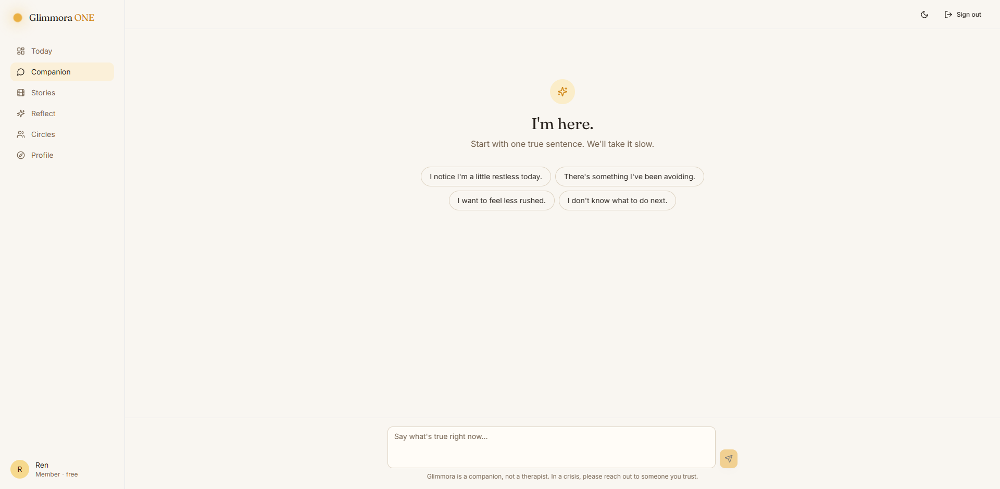 Glimmora ONE
Sign out
Today
Companion
Stories
Reflect
Circles
Profile
I'm here.
Start with one true sentence. We'll take it slow.
I notice I'm a little restless today.
There's something I've been avoiding.
I want to feel less rushed.
I don't know what to do next.
Say what's true right now...
Glimmora is a companion, not a therapist. In a crisis, please reach out to someone you trust.
R
Ren
Member · free